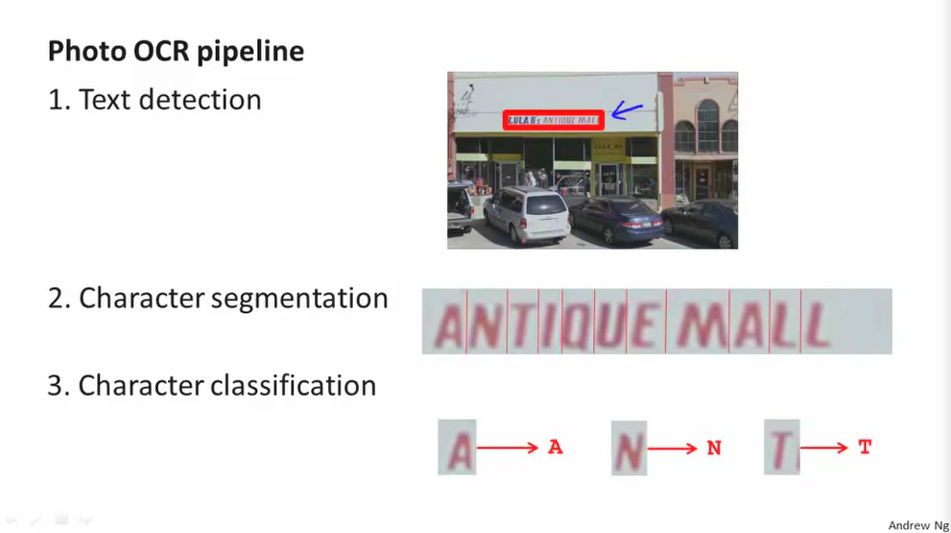 Photo OCR pipeline
1. Text detection
LULA B's ANTIQUE MALL
2. Character segmentation
ANTIQUE MALL
3. Character classification
A → A N → N T → T
Andrew Ng